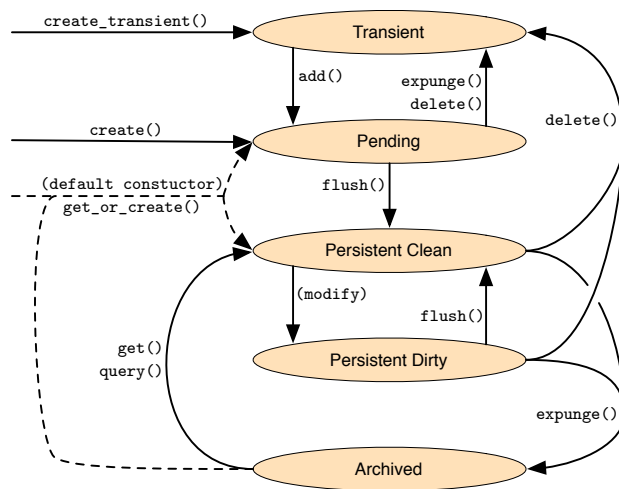 create_transient()
Transient
add()
expunge()
delete()
delete()
create()
Pending
(default constuctor)
get_or_create()
flush()
Persistent Clean
(modify)
flush()
get()
query()
Persistent Dirty
expunge()
Archived